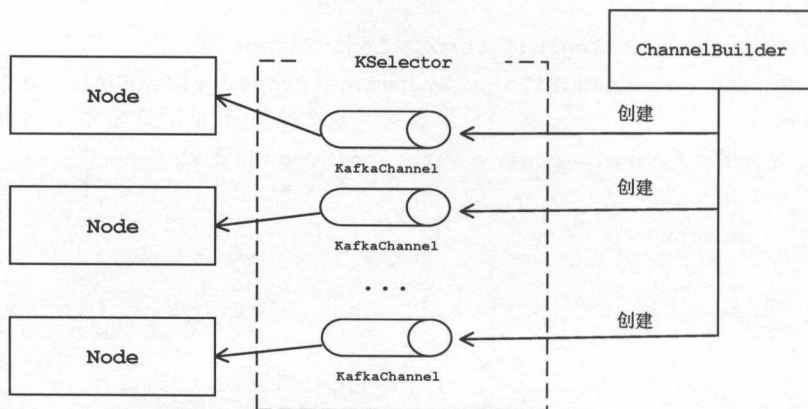 ChannelBuilder
KSelector
Node
创建
KafkaChannel
Node
创建
KafkaChannel
...
创建
Node
KafkaChannel